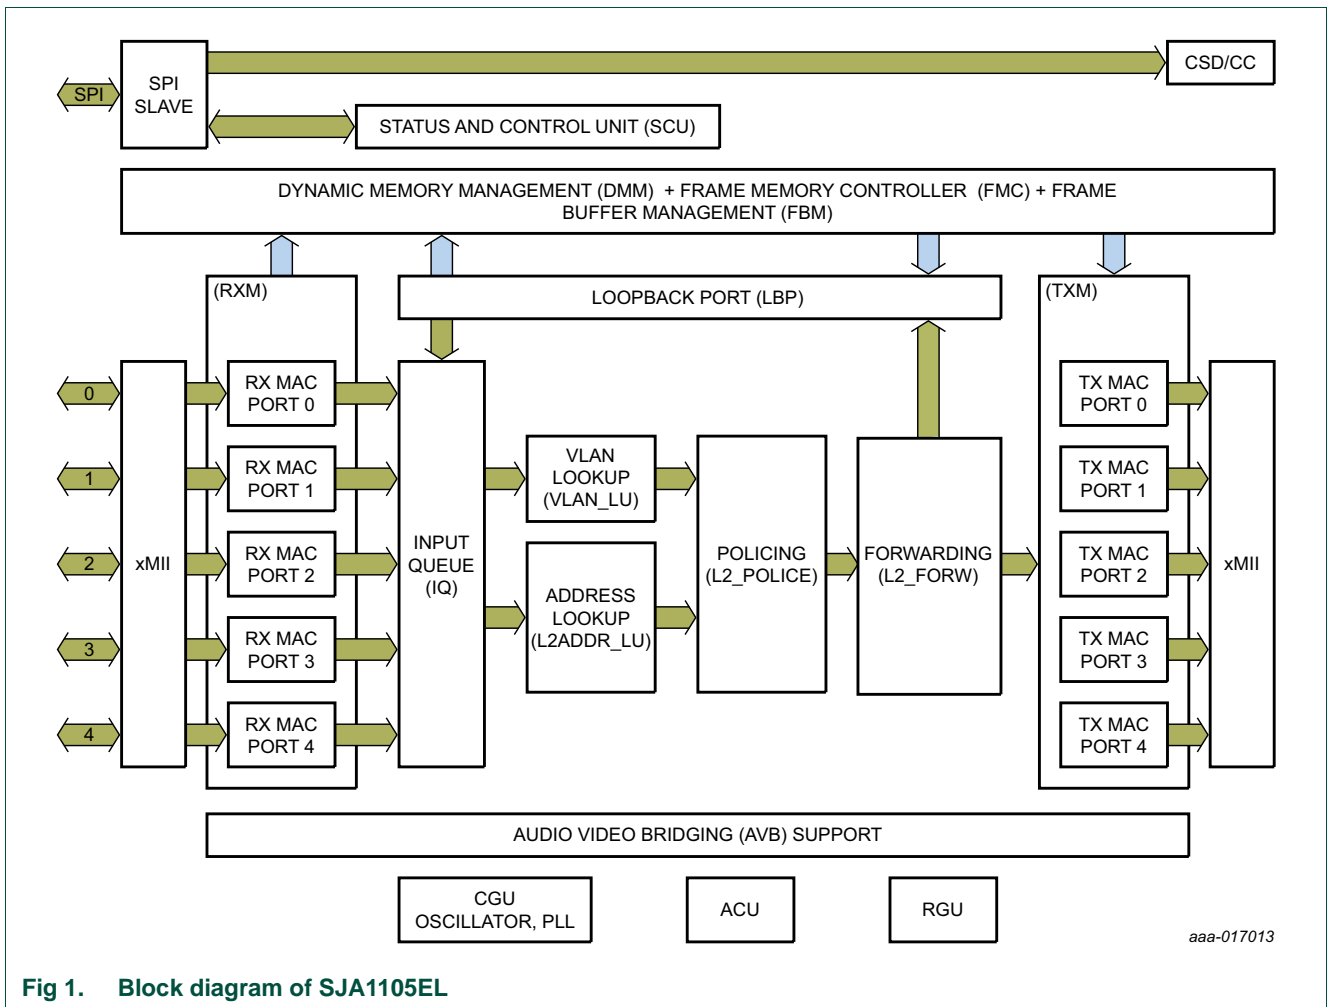 SPI
SPI
SLAVE
CSD/CC
STATUS AND CONTROL UNIT (SCU)
DYNAMIC MEMORY MANAGEMENT (DMM) + FRAME MEMORY CONTROLLER (FMC) + FRAME
BUFFER MANAGEMENT (FBM)
(RXM)
LOOPBACK PORT (LBP)
(TXM)
0
1
2
3
4
xMII
RX MAC
PORT 0
RX MAC
PORT 1
RX MAC
PORT 2
RX MAC
PORT 3
RX MAC
PORT 4
INPUT
QUEUE
(IQ)
VLAN
LOOKUP
(VLAN_LU)
ADDRESS
LOOKUP
(L2ADDR_LU)
POLICING
(L2_POLICE)
FORWARDING
(L2_FORW)
TX MAC
PORT 0
TX MAC
PORT 1
TX MAC
PORT 2
TX MAC
PORT 3
TX MAC
PORT 4
xMII
AUDIO VIDEO BRIDGING (AVB) SUPPORT
CGU
OSCILLATOR, PLL
ACU
RGU
aaa-017013
Fig 1. Block diagram of SJA1105EL